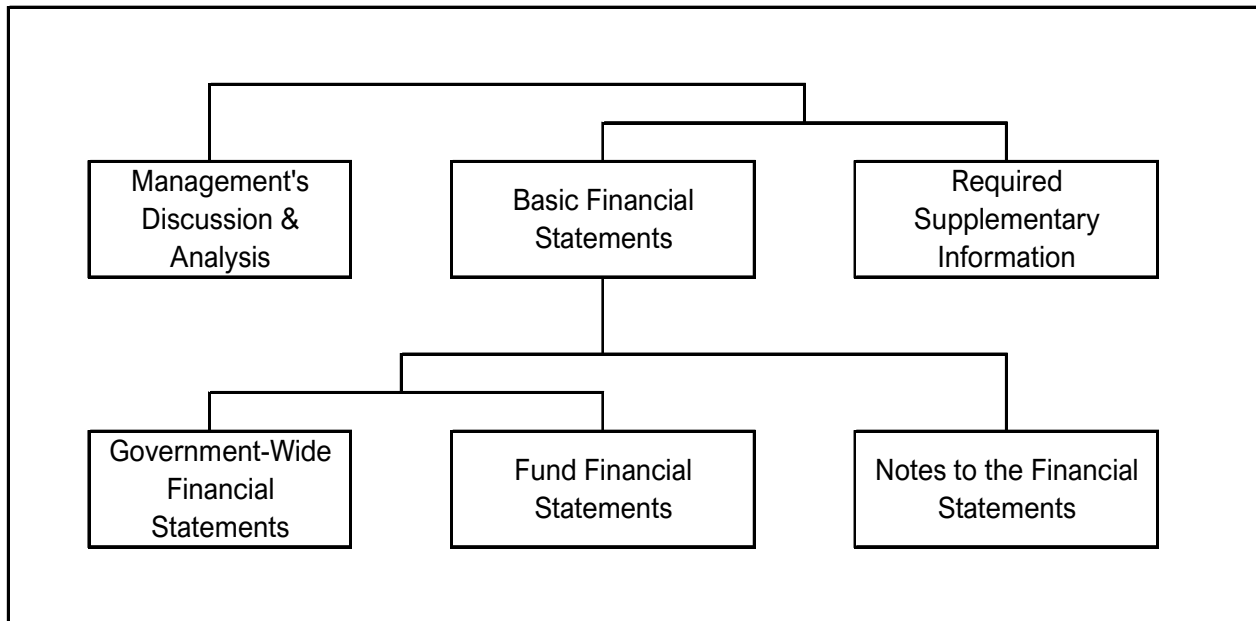 Management's
Discussion &
Analysis
Basic Financial
Statements
Required
Supplementary
Information
Government-Wide
Financial
Statements
Fund Financial
Statements
Notes to the Financial
Statements